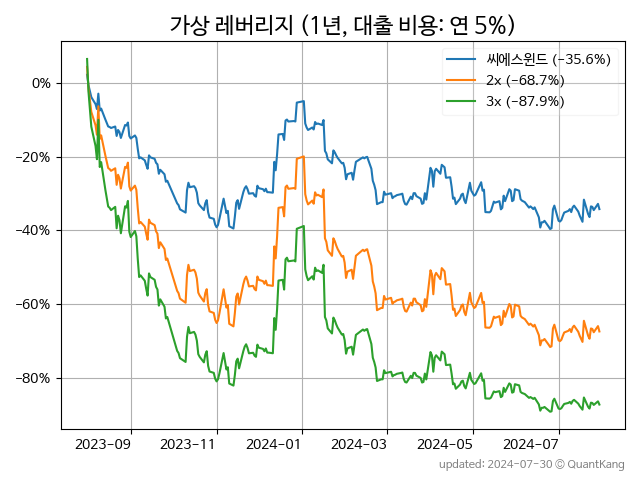 가상 레버리지 (1년, 대출 비용: 연 5%)
씨에스윈드 (−35.6%)
2x (−68.7%)
3x (−87.9%)
0%
−20%
−40%
−60%
−80%
2023−09 2023−11 2024−01 2024−03 2024−05 2024−07
updated: 2024-07-30 © QuantKang